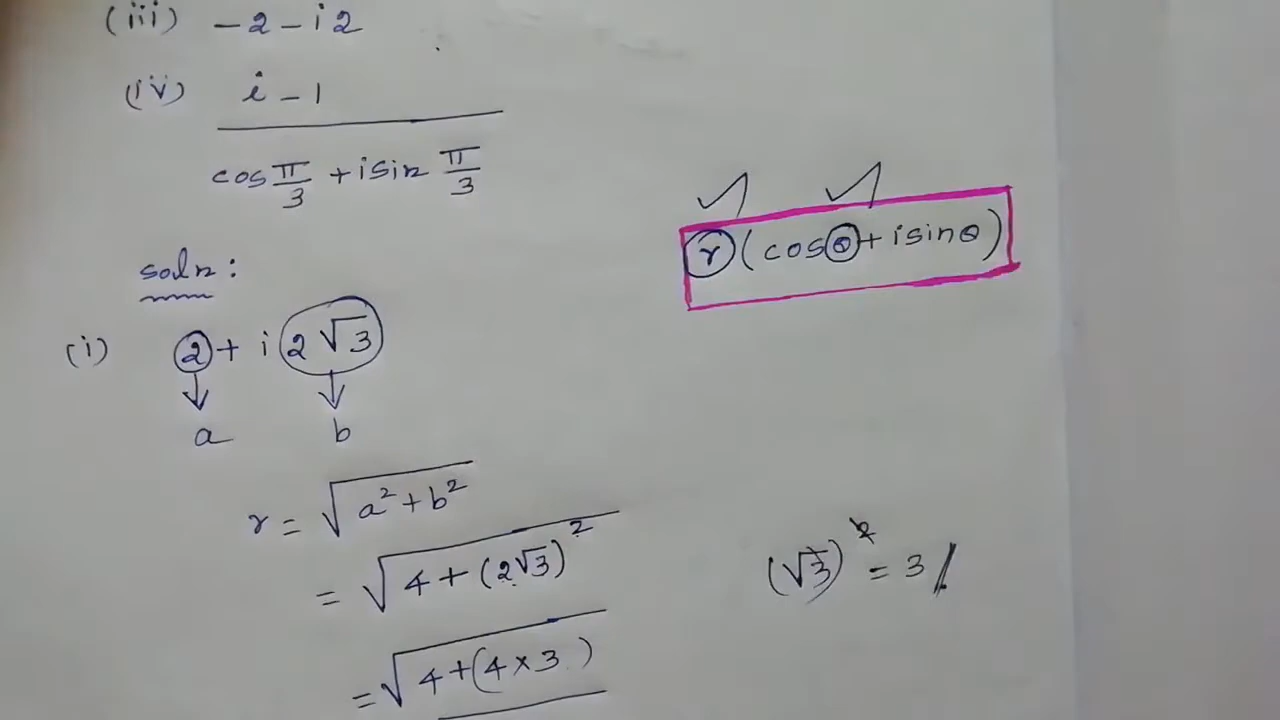 (iii) -2 - i2
(iv) i - 1
cos π/3 + isin π/3
r(cosθ + isinθ)
soln :
(i) 2 + i 2√3
a b
r = √a² + b²
= √4 + (2√3)²
(√3)² = 3//
= √4 + (4 × 3)